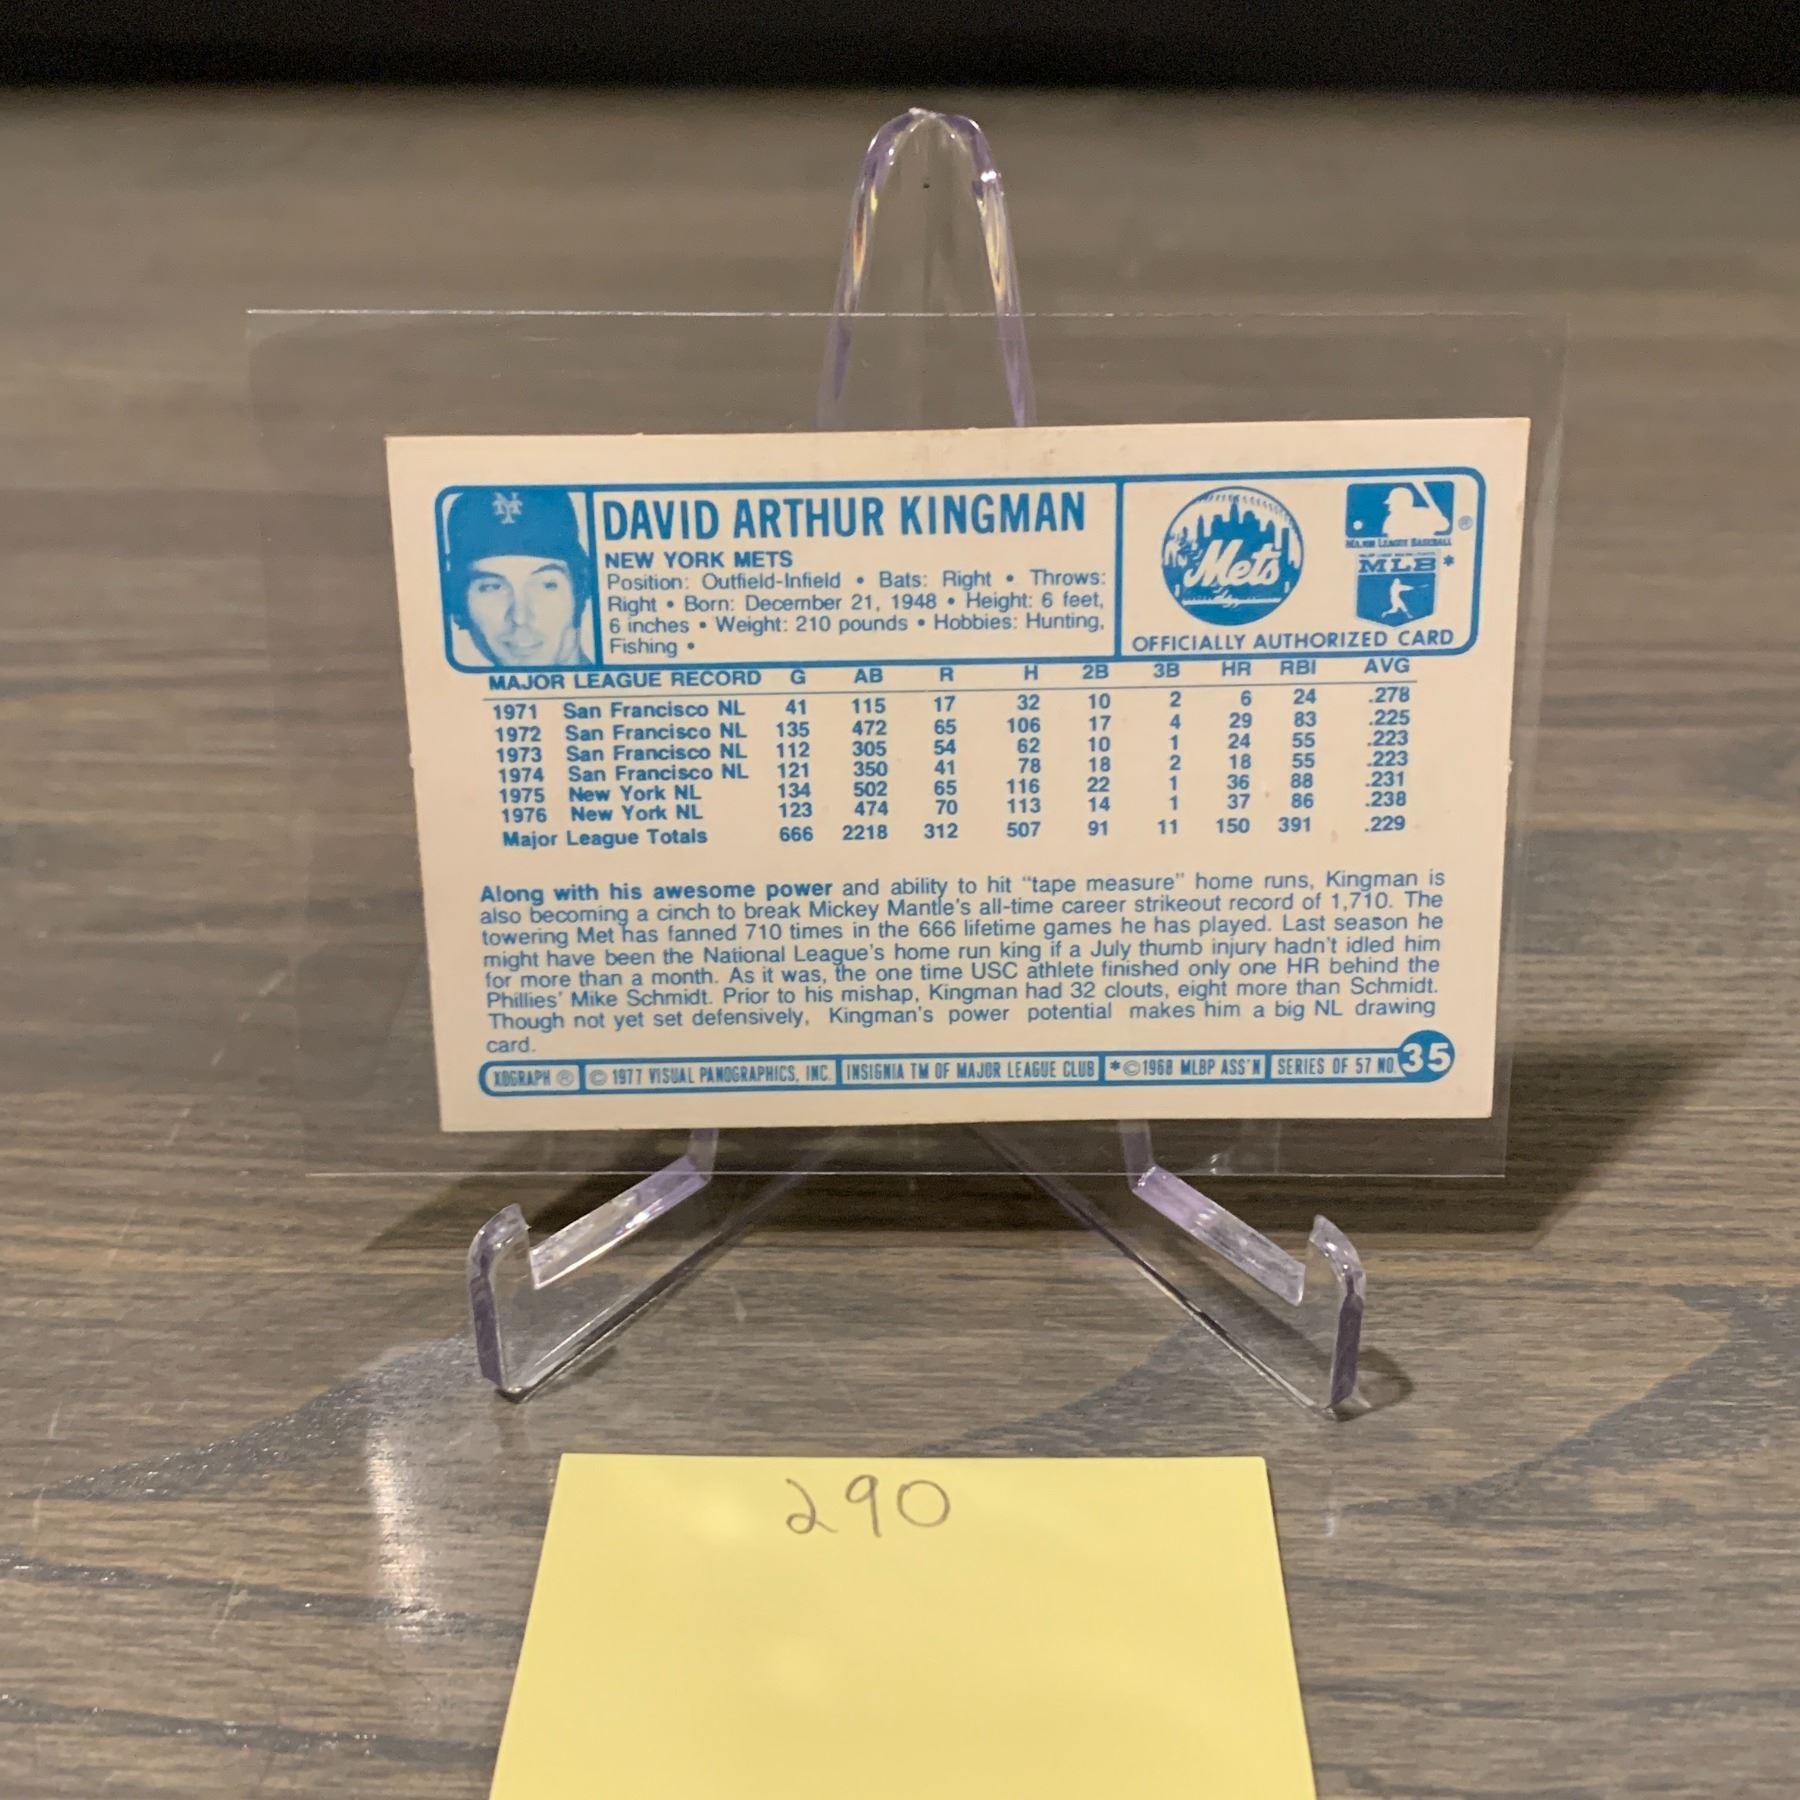 DAVID ARTHUR KINGMAN
NEW YORK METS
Position: Outfield-Infield • Bats: Right • Throws:
Right • Born: December 21, 1948 • Height: 6 feet,
6 inches • Weight: 210 pounds • Hobbies: Hunting,
Fishing •
NY
Mets
®
MAJOR LEAGUE BASEBALL
MLB *
OFFICIALLY AUTHORIZED CARD
MAJOR LEAGUE RECORD G AB R H 2B 3B HR RBI AVG
1971 San Francisco NL 41 115 17 32 10 2 6 24 .278
1972 San Francisco NL 135 472 65 106 17 4 29 83 .225
1973 San Francisco NL 112 305 54 62 10 1 24 55 .223
1974 San Francisco NL 121 350 41 78 18 2 18 55 .223
1975 New York NL 134 502 65 116 22 1 36 88 .231
1976 New York NL 123 474 70 113 14 1 37 86 .238
Major League Totals 666 2218 312 507 91 11 150 391 .229
Along with his awesome power and ability to hit "tape measure" home runs, Kingman is
also becoming a cinch to break Mickey Mantle's all-time career strikeout record of 1,710. The
towering Met has fanned 710 times in the 666 lifetime games he has played. Last season he
might have been the National League's home run king if a July thumb injury hadn't idled him
for more than a month. As it was, the one time USC athlete finished only one HR behind the
Phillies' Mike Schmidt. Prior to his mishap, Kingman had 32 clouts, eight more than Schmidt.
Though not yet set defensively, Kingman's power potential makes him a big NL drawing
card.
XOGRAPH ® © 1977 VISUAL PANOGRAPHICS, INC. INSIGNIA TM OF MAJOR LEAGUE CLUB *©1968 MLBP ASS'N SERIES OF 57 NO. 35
290